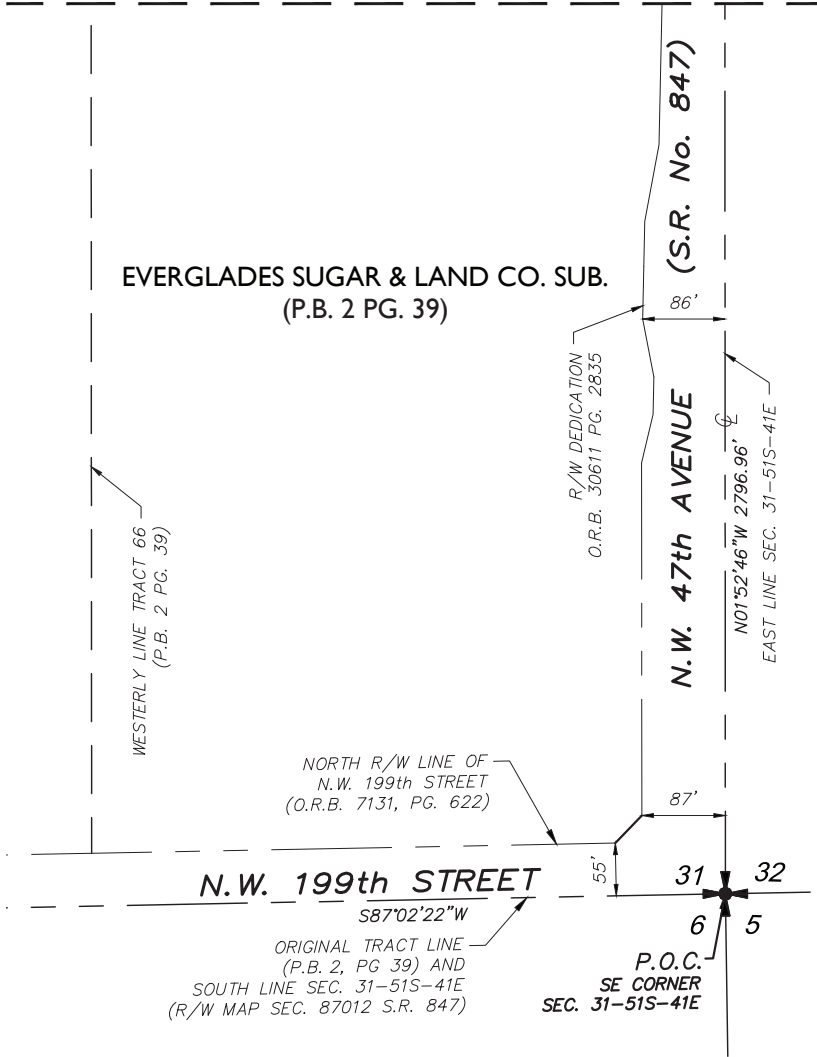 (S.R. No. 847)
EVERGLADES SUGAR & LAND CO. SUB.
(P.B. 2 PG. 39)
86'
R/W DEDICATION
O.R.B. 30611 PG. 2835
N.W. 47th AVENUE
℄
N01°52'46"W 2796.96'
EAST LINE SEC. 31-51S-41E
WESTERLY LINE TRACT 66
(P.B. 2 PG. 39)
NORTH R/W LINE OF
N.W. 199th STREET
(O.R.B. 7131, PG. 622)
87'
55'
N.W. 199th STREET
31 32
S87°02'22"W
6 5
ORIGINAL TRACT LINE
(P.B. 2, PG 39) AND
SOUTH LINE SEC. 31-51S-41E
(R/W MAP SEC. 87012 S.R. 847)
P.O.C.
SE CORNER
SEC. 31-51S-41E